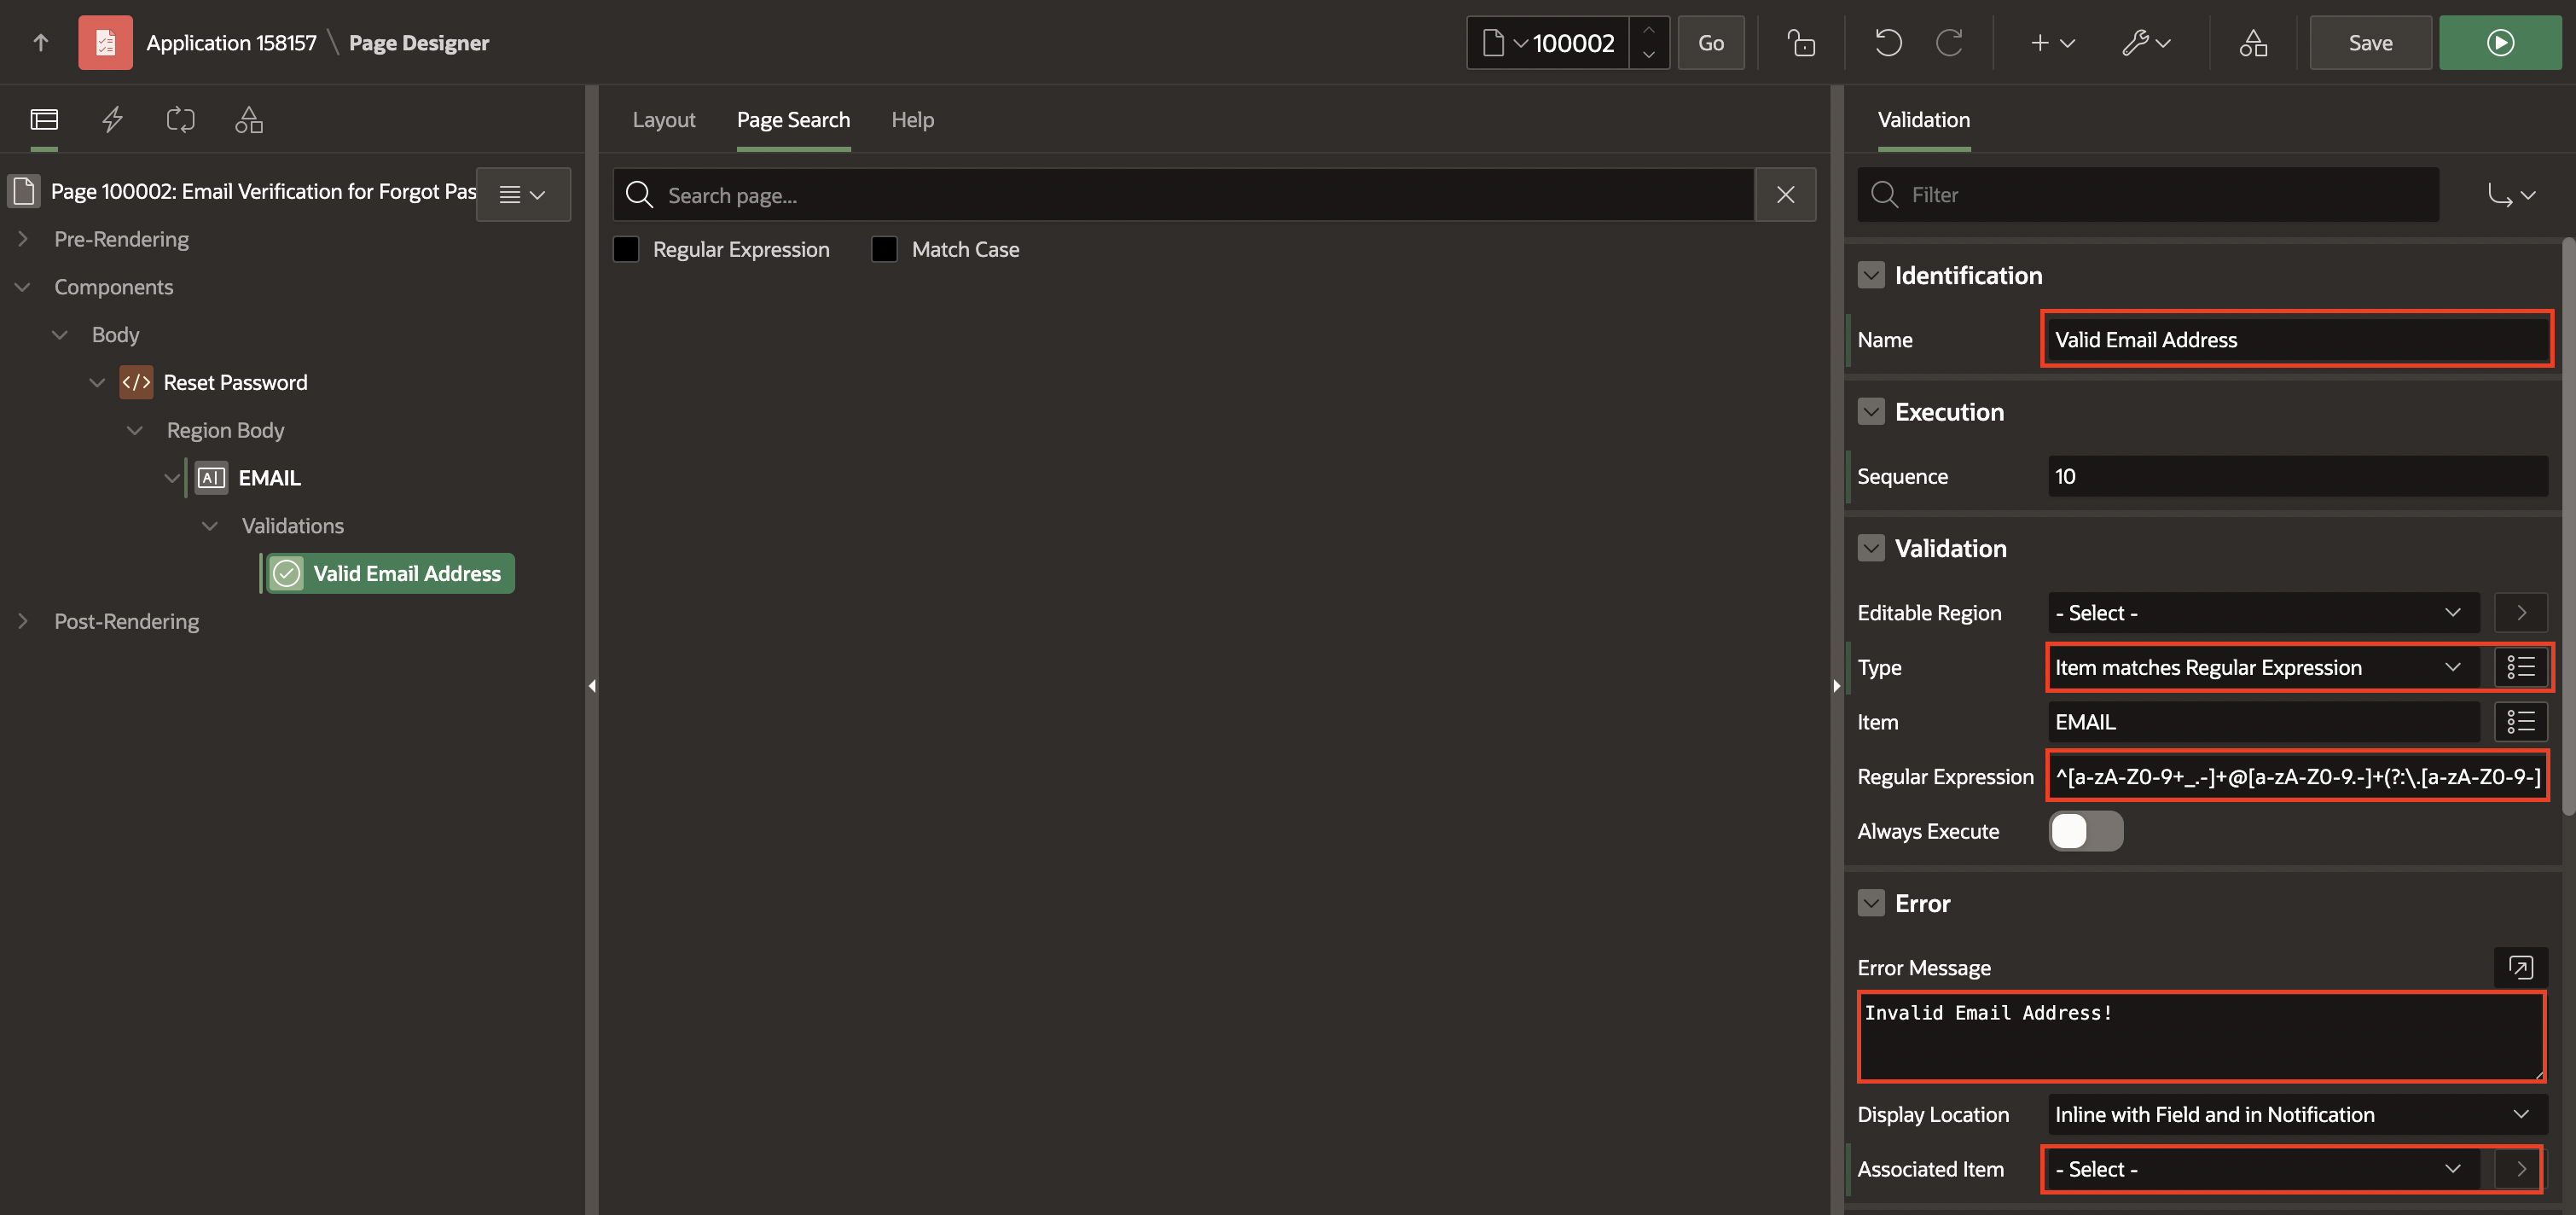 Application 158157 \ Page Designer
100002
Go
Save
Page 100002: Email Verification for Forgot Pas
Pre-Rendering
Components
Body
</> Reset Password
Region Body
A| EMAIL
Validations
Valid Email Address
Post-Rendering
Layout Page Search Help
Search page...
Regular Expression Match Case
Validation
Filter
Identification
Name Valid Email Address
Execution
Sequence 10
Validation
Editable Region - Select -
Type Item matches Regular Expression
Item EMAIL
Regular Expression ^[a-zA-Z0-9+_.-]+@[a-zA-Z0-9.-]+(?:\.[a-zA-Z0-9-]
Always Execute
Error
Error Message
Invalid Email Address!
Display Location Inline with Field and in Notification
Associated Item - Select -